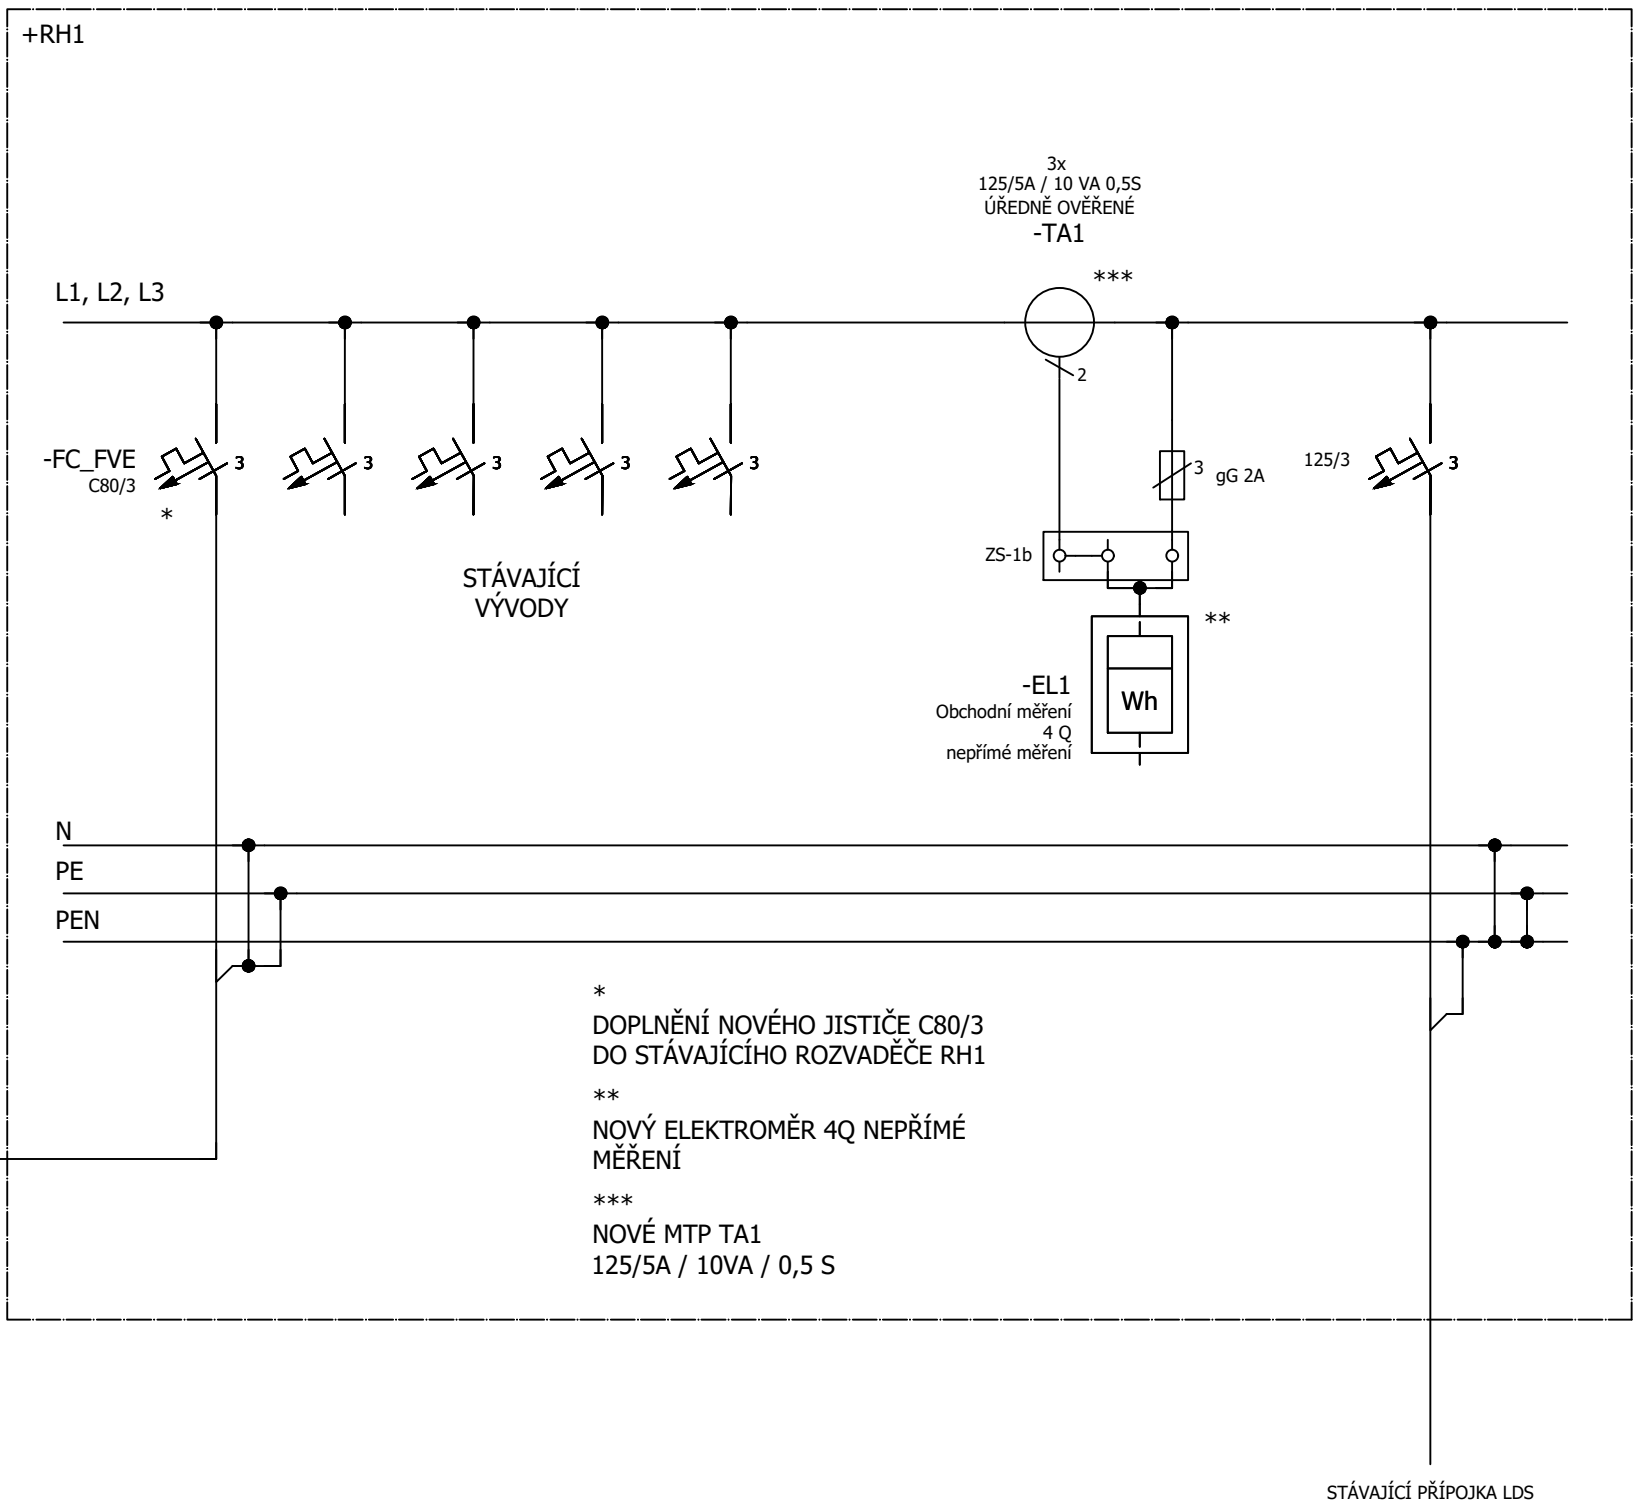 +RH1
3x
125/5A / 10 VA 0,5S
ÚŘEDNĚ OVĚŘENÉ
-TA1
***
L1, L2, L3
2
-FC_FVE
C80/3
*
3
3
3
3
3
3
gG 2A
125/3
3
ZS-1b
STÁVAJÍCÍ
VÝVODY
**
-EL1
Obchodní měření
4 Q
nepřímé měření
Wh
N
PE
PEN
*
DOPLNĚNÍ NOVÉHO JISTIČE C80/3
DO STÁVAJÍCÍHO ROZVADĚČE RH1
**
NOVÝ ELEKTROMĚR 4Q NEPŘÍMÉ
MĚŘENÍ
***
NOVÉ MTP TA1
125/5A / 10VA / 0,5 S
STÁVAJÍCÍ PŘÍPOJKA LDS